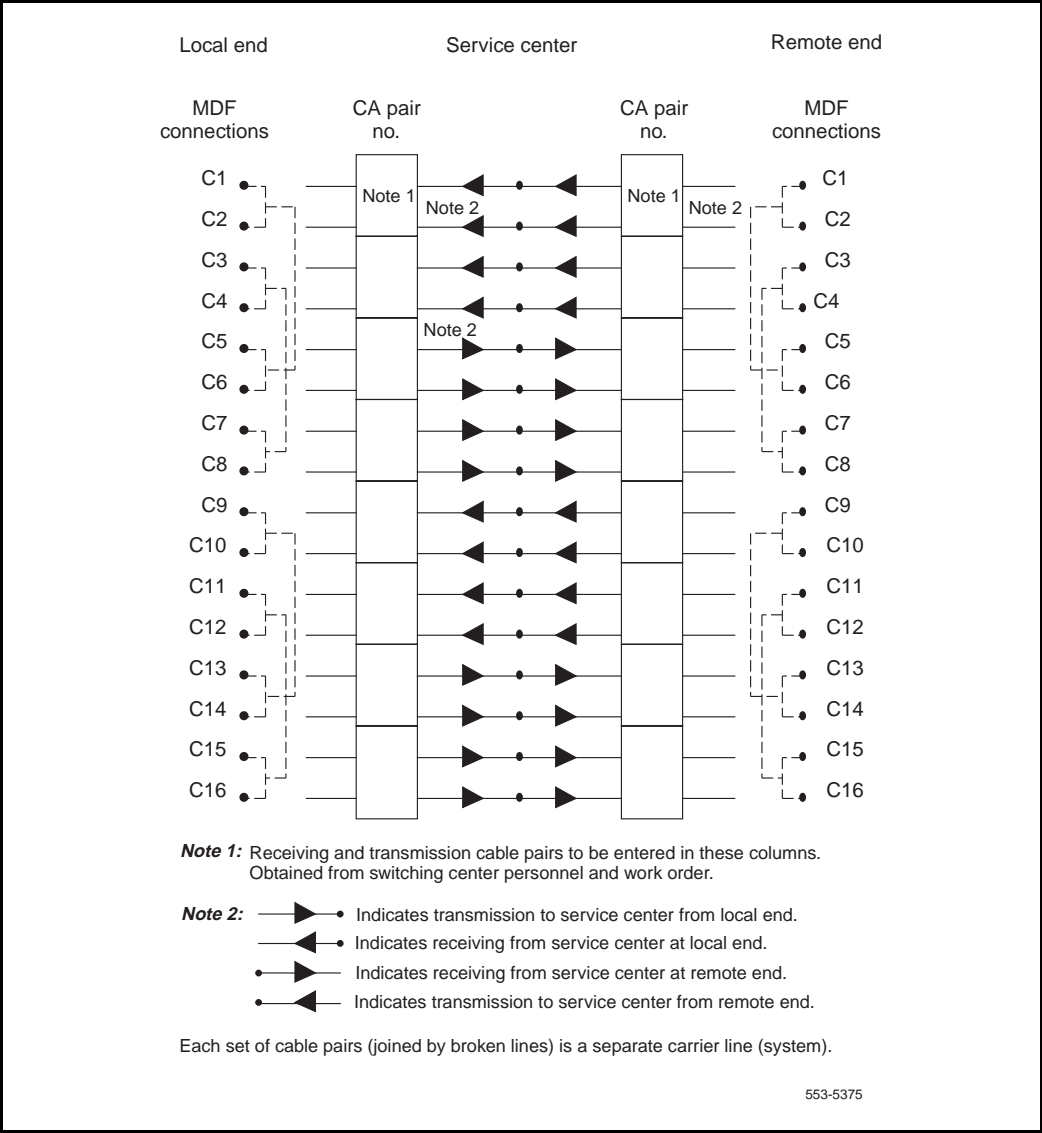 Local end Service center Remote end
MDF CA pair CA pair MDF
connections no. no. connections
C1 Note 1 Note 1 C1
Note 2 Note 2
C2 C2
C3 C3
C4 C4
Note 2
C5 C5
C6 C6
C7 C7
C8 C8
C9 C9
C10 C10
C11 C11
C12 C12
C13 C13
C14 C14
C15 C15
C16 C16
Note 1: Receiving and transmission cable pairs to be entered in these columns.
Obtained from switching center personnel and work order.
Note 2: Indicates transmission to service center from local end.
Indicates receiving from service center at local end.
Indicates receiving from service center at remote end.
Indicates transmission to service center from remote end.
Each set of cable pairs (joined by broken lines) is a separate carrier line (system).
553-5375